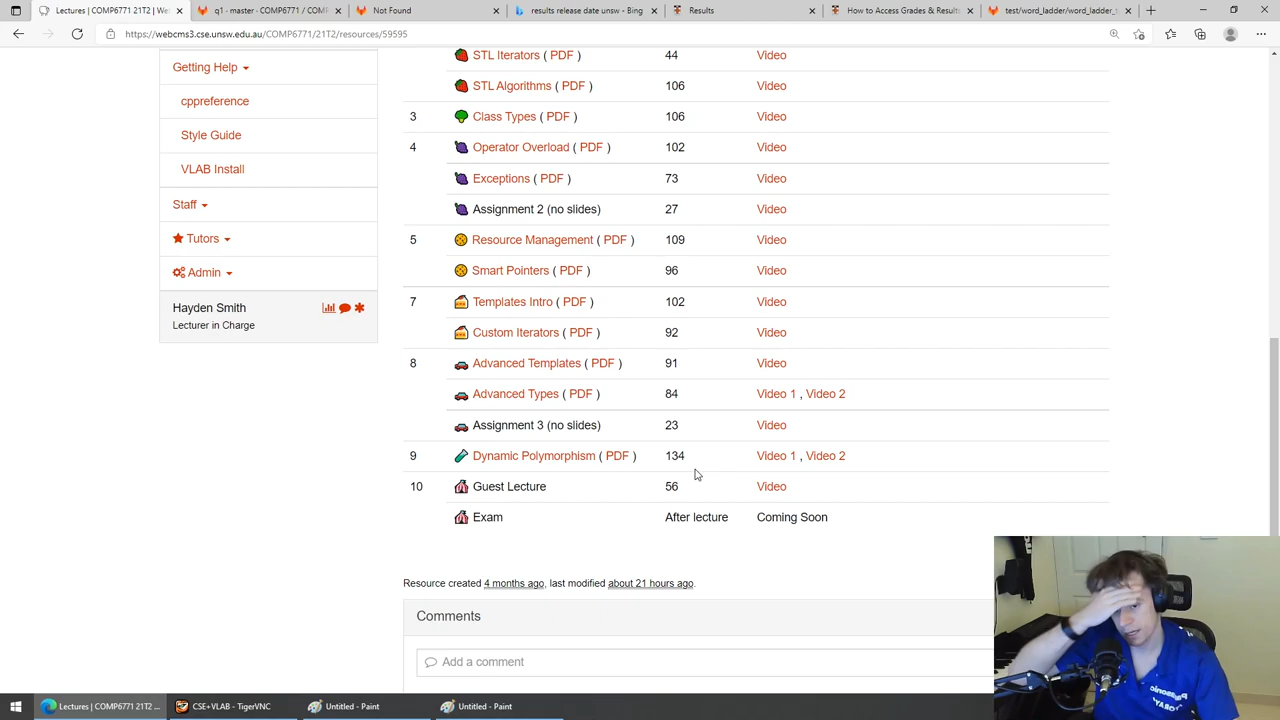 Lectures | COMP6771 21T2 | We
q1 · master · COMP6771 / COMP
Not Found
results release date unsw - Bing
Results
How to Access Grades & Results
test/word_ladder/word_ladder_t
https://webcms3.cse.unsw.edu.au/COMP6771/21T2/resources/59595
Getting Help
cppreference
Style Guide
VLAB Install
Staff
Tutors
Admin
Hayden Smith
Lecturer in Charge
STL Iterators ( PDF ) 44 Video
STL Algorithms ( PDF ) 106 Video
3 Class Types ( PDF ) 106 Video
4 Operator Overload ( PDF ) 102 Video
Exceptions ( PDF ) 73 Video
Assignment 2 (no slides) 27 Video
5 Resource Management ( PDF ) 109 Video
Smart Pointers ( PDF ) 96 Video
7 Templates Intro ( PDF ) 102 Video
Custom Iterators ( PDF ) 92 Video
8 Advanced Templates ( PDF ) 91 Video
Advanced Types ( PDF ) 84 Video 1 , Video 2
Assignment 3 (no slides) 23 Video
9 Dynamic Polymorphism ( PDF ) 134 Video 1 , Video 2
10 Guest Lecture 56 Video
Exam After lecture Coming Soon
Resource created 4 months ago, last modified about 21 hours ago.
Comments
Add a comment
Lectures | COMP6771 21T2 ...
CSE+VLAB - TigerVNC
Untitled - Paint
Untitled - Paint